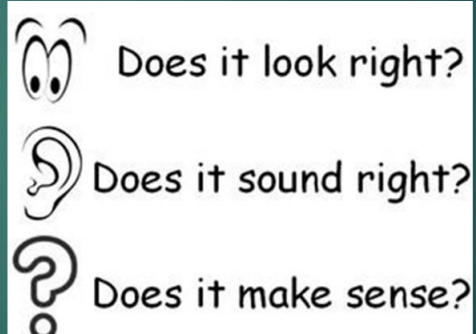 Does it look right?
Does it sound right?
Does it make sense?